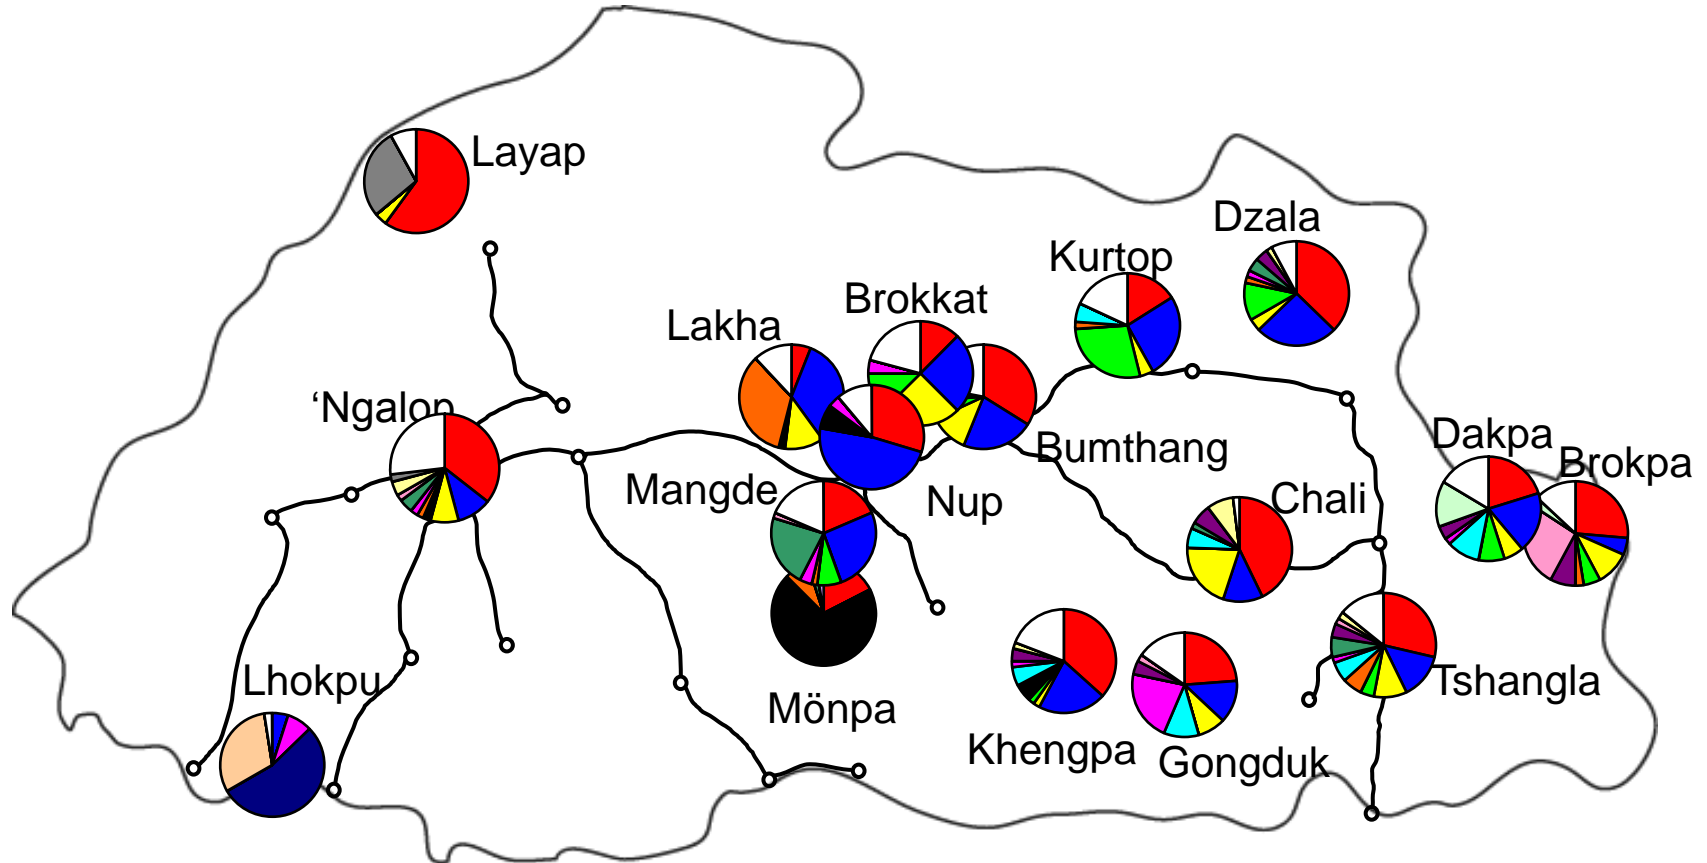 Layap
Dzala
Kurtop
Brokkat
Lakha
‘Ngalop
Dakpa
Brokpa
Bumthang
Mangde
Nup
Chali
Lhokpu
Tshangla
Mönpa
Khengpa
Gongduk